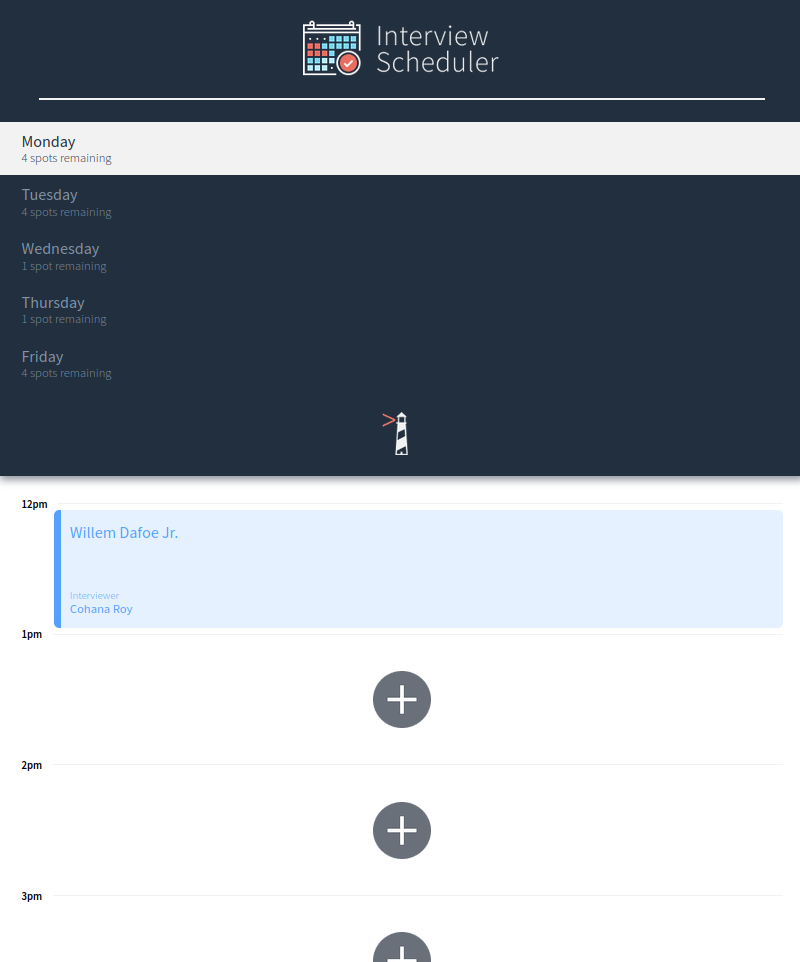 Interview
Scheduler
Monday
4 spots remaining
Tuesday
4 spots remaining
Wednesday
1 spot remaining
Thursday
1 spot remaining
Friday
4 spots remaining
12pm
Willem Dafoe Jr.
Interviewer
Cohana Roy
1pm
2pm
3pm